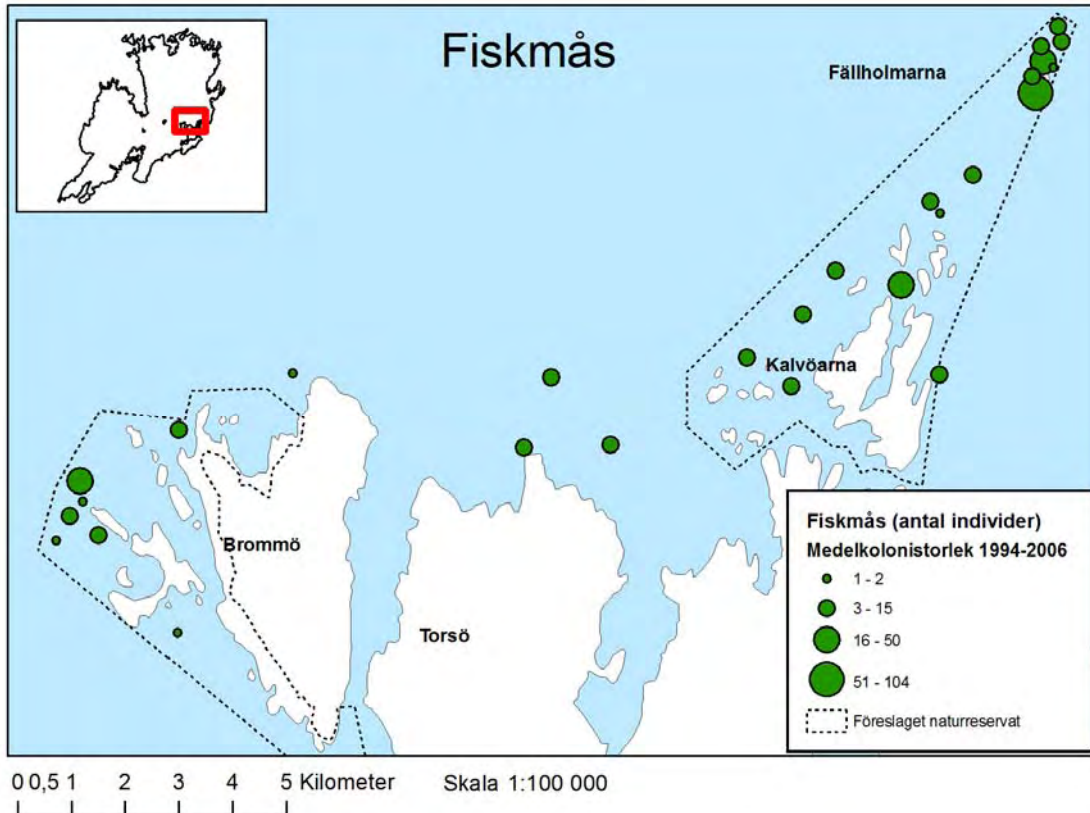 Fiskmås
Fällholmarna
Kalvöarna
Brommö
Torsö
Fiskmås (antal individer)
Medelkolonistorlek 1994-2006
1 - 2
3 - 15
16 - 50
51 - 104
Föreslaget naturreservat
0 0,5 1 2 3 4 5 Kilometer Skala 1:100 000